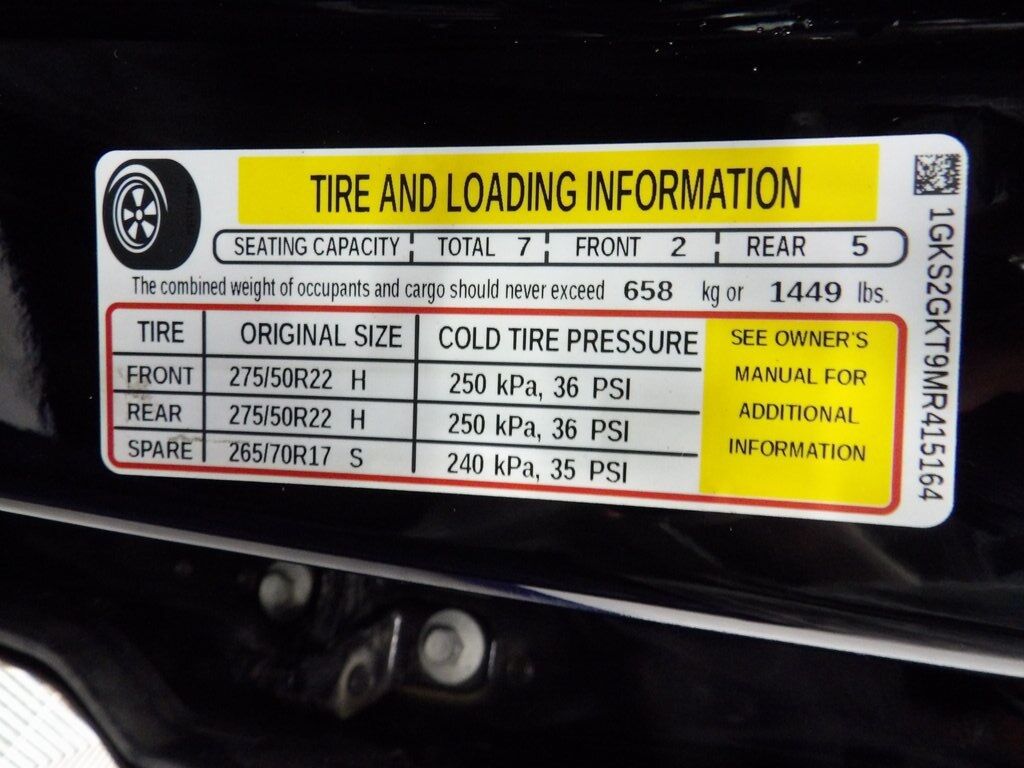 TIRE AND LOADING INFORMATION
SEATING CAPACITY TOTAL 7 FRONT 2 REAR 5
The combined weight of occupants and cargo should never exceed 658 kg or 1449 lbs.
TIRE ORIGINAL SIZE COLD TIRE PRESSURE
FRONT 275/50R22 H 250 kPa, 36 PSI
REAR 275/50R22 H 250 kPa, 36 PSI
SPARE 265/70R17 S 240 kPa, 35 PSI
SEE OWNER'S
MANUAL FOR
ADDITIONAL
INFORMATION
1GKS2GKT9MR415164